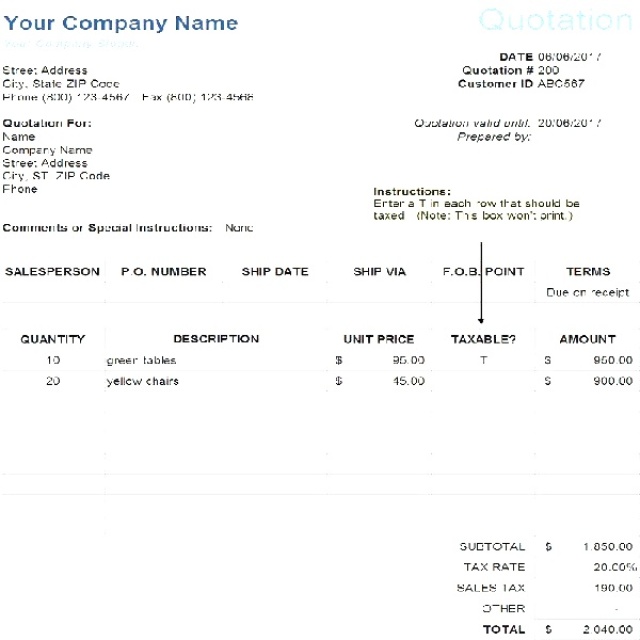 Your Company Name
Quotation
Your Company Slogan
DATE 06/06/2017
Street Address
Quotation # 200
City, State ZIP Code
Customer ID ABC567
Phone (800) 123-4567 Fax (800) 123-4568
Quotation For:
Quotation valid until: 20/06/2017
Name
Prepared by:
Company Name
Street Address
City, ST ZIP Code
Phone
Instructions:
Enter a T in each row that should be
taxed (Note: This box won't print.)
Comments or Special Instructions: None
SALESPERSON P.O. NUMBER SHIP DATE SHIP VIA F.O.B. POINT TERMS
Due on receipt
QUANTITY DESCRIPTION UNIT PRICE TAXABLE? AMOUNT
10 green tables $ 95.00 T $ 950.00
20 yellow chairs $ 45.00 $ 900.00
SUBTOTAL $ 1,850.00
TAX RATE 20.00%
SALES TAX 190.00
OTHER -
TOTAL $ 2,040.00